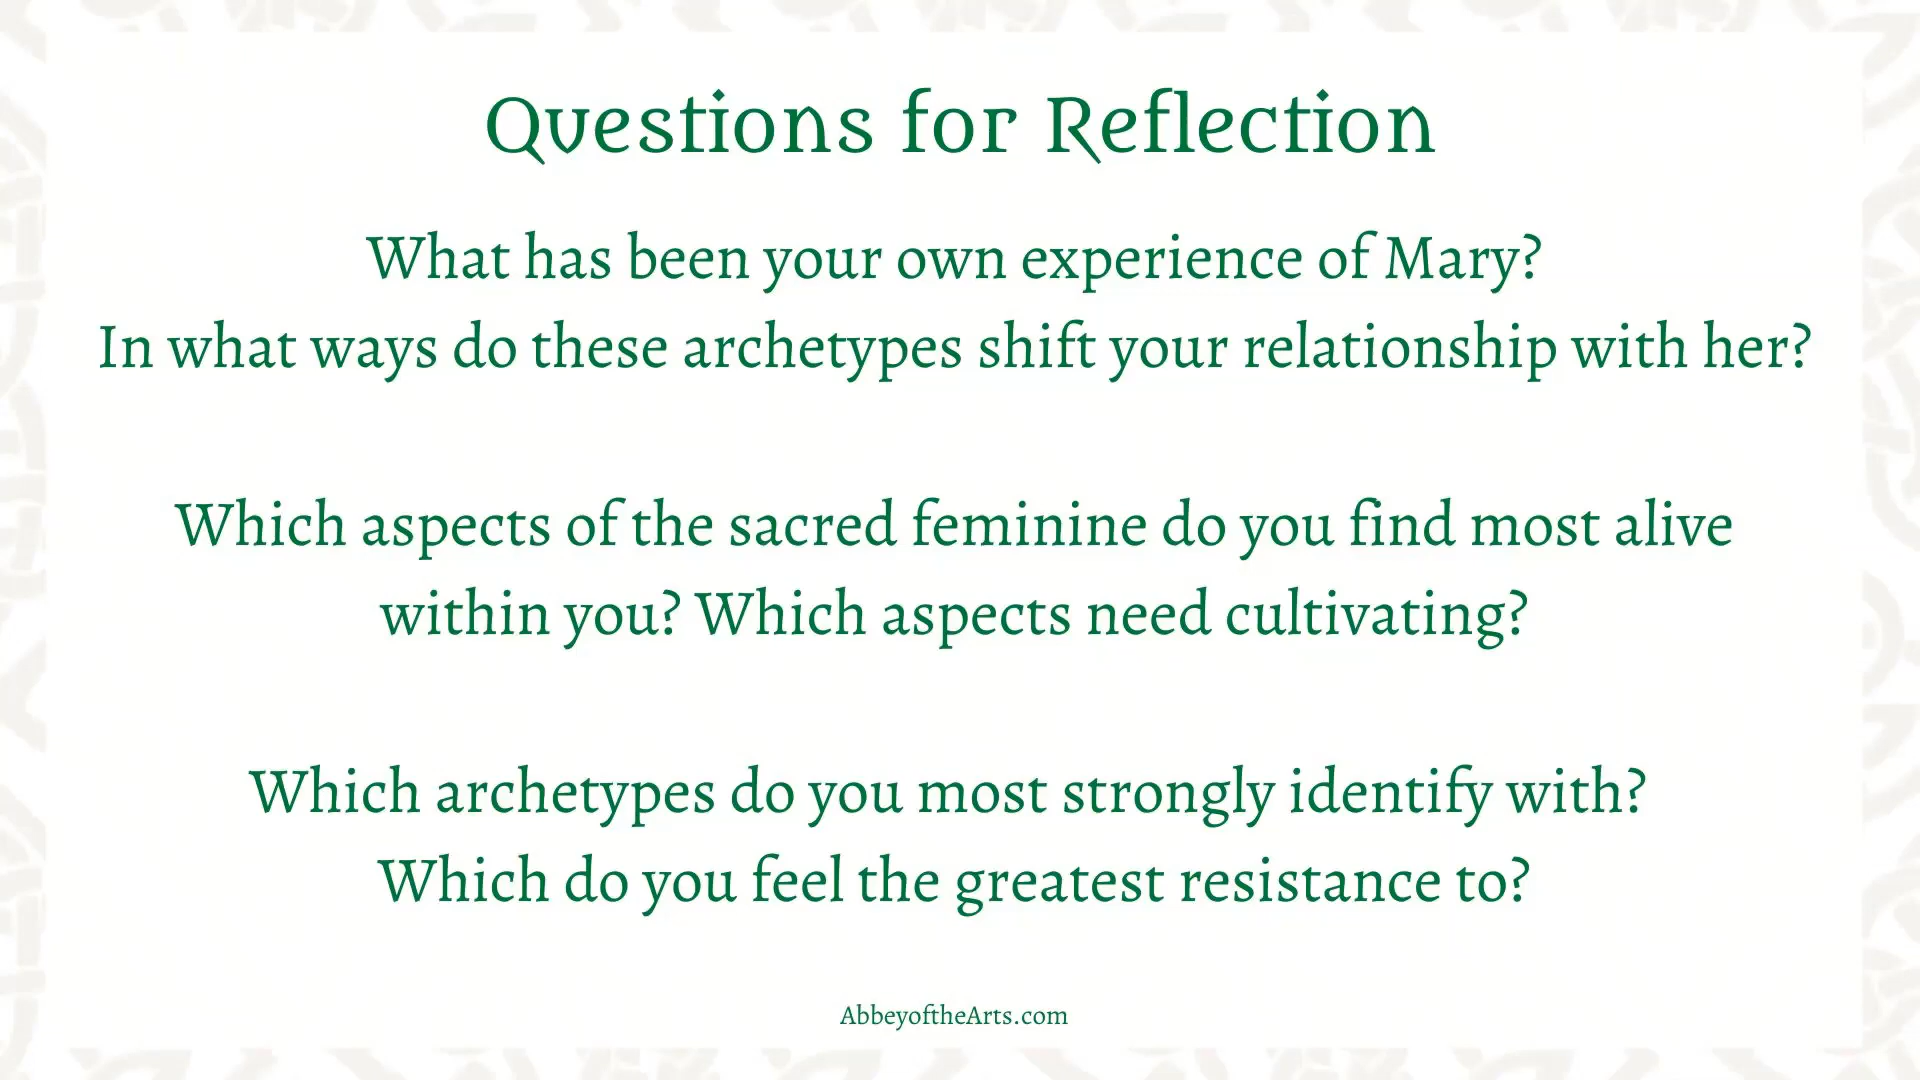 Questions for Reflection
What has been your own experience of Mary?
In what ways do these archetypes shift your relationship with her?
Which aspects of the sacred feminine do you find most alive
within you? Which aspects need cultivating?
Which archetypes do you most strongly identify with?
Which do you feel the greatest resistance to?
AbbeyoftheArts.com